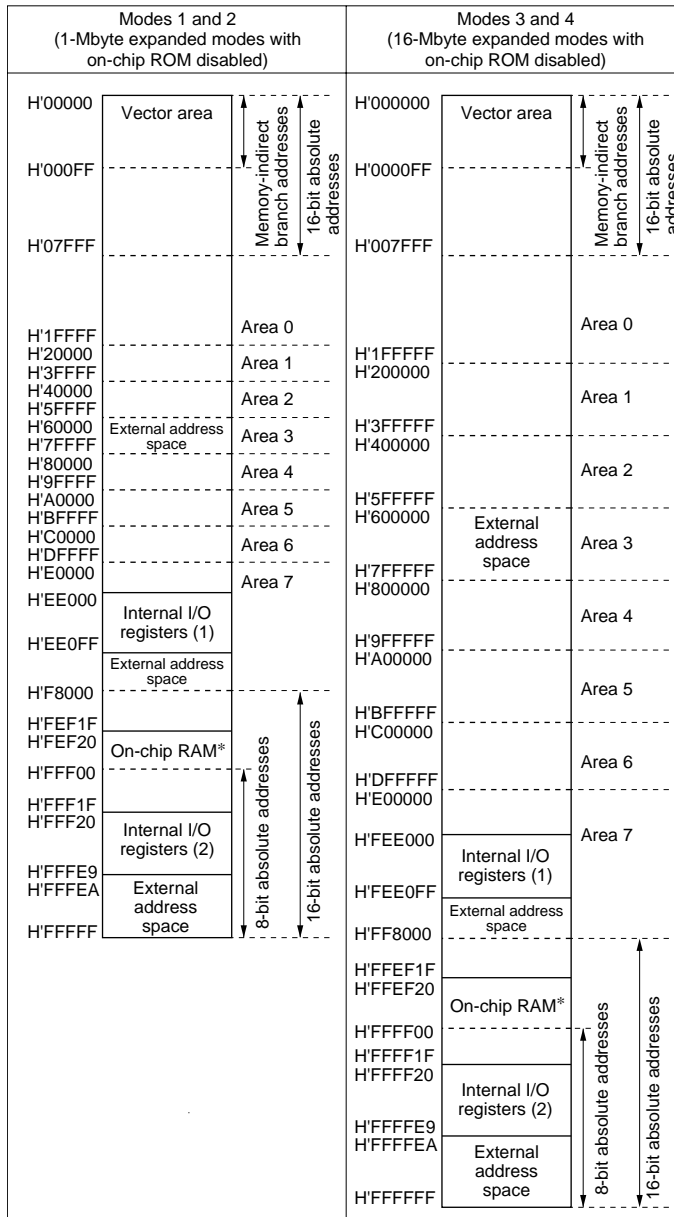 Modes 1 and 2
(1-Mbyte expanded modes with
on-chip ROM disabled)
H'00000
Vector area
H'000FF
H'07FFF
Memory-indirect
branch addresses
16-bit absolute
addresses
H'1FFFF
Area 0
H'20000
Area 1
H'3FFFF
H'40000
Area 2
H'5FFFF
H'60000
External address
space
Area 3
H'7FFFF
H'80000
Area 4
H'9FFFF
H'A0000
Area 5
H'BFFFF
H'C0000
Area 6
H'DFFFF
H'E0000
Area 7
H'EE000
Internal I/O
registers (1)
H'EE0FF
External address
space
H'F8000
H'FEF1F
H'FEF20
On-chip RAM*
H'FFF00
H'FFF1F
H'FFF20
Internal I/O
registers (2)
H'FFFE9
H'FFFEA
External
address
space
H'FFFFF
8-bit absolute addresses
16-bit absolute addresses
Modes 3 and 4
(16-Mbyte expanded modes with
on-chip ROM disabled)
H'000000
Vector area
H'0000FF
H'007FFF
Memory-indirect
branch addresses
16-bit absolute
addresses
Area 0
H'1FFFFF
H'200000
Area 1
H'3FFFFF
H'400000
Area 2
H'5FFFFF
H'600000
External
address
space
Area 3
H'7FFFFF
H'800000
Area 4
H'9FFFFF
H'A00000
Area 5
H'BFFFFF
H'C00000
Area 6
H'DFFFFF
H'E00000
Area 7
H'FEE000
Internal I/O
registers (1)
H'FEE0FF
External address
space
H'FF8000
H'FFEF1F
H'FFEF20
On-chip RAM*
H'FFFF00
H'FFFF1F
H'FFFF20
Internal I/O
registers (2)
H'FFFFE9
H'FFFFEA
External
address
space
H'FFFFFF
8-bit absolute addresses
16-bit absolute addresses